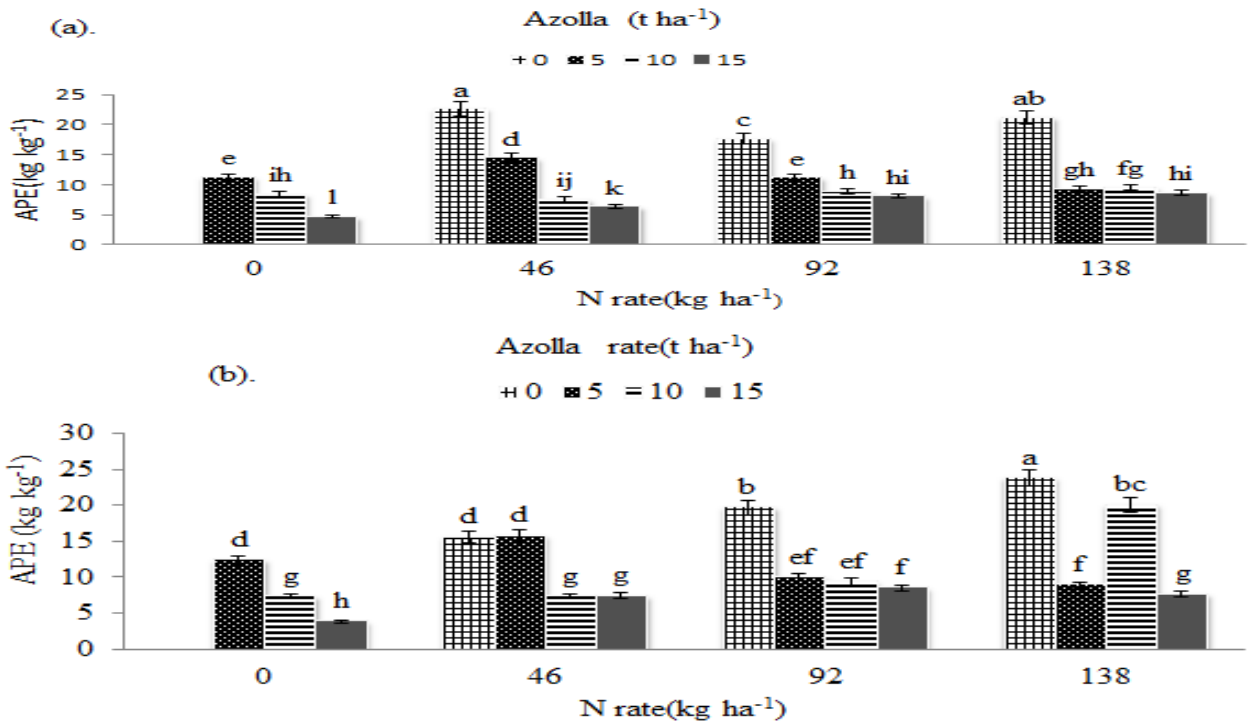 (a).
Azolla (t ha-1)
0 5 10 15
APE(kg kg-1)
25
20
15
10
5
0
e ih l
a d ij k
c e h hi
ab gh fg hi
0 46 92 138
N rate(kg ha-1)
Azolla rate(t ha-1)
(b).
0 5 10 15
APE (kg kg-1)
30
25
20
15
10
5
0
d g h
d d g g
b ef ef f
a f bc g
0 46 92 138
N rate(kg ha-1)